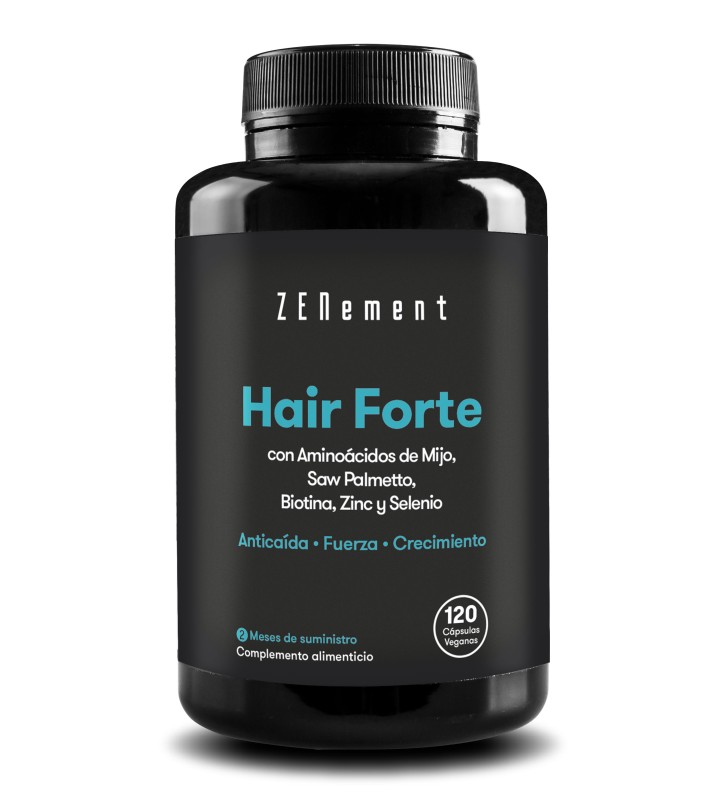 ZENement
Hair Forte
con Aminoácidos de Mijo,
Saw Palmetto,
Biotina, Zinc y Selenio
Anticaída • Fuerza • Crecimiento
2 Meses de suministro
Complemento alimenticio
120
Cápsulas
Veganas